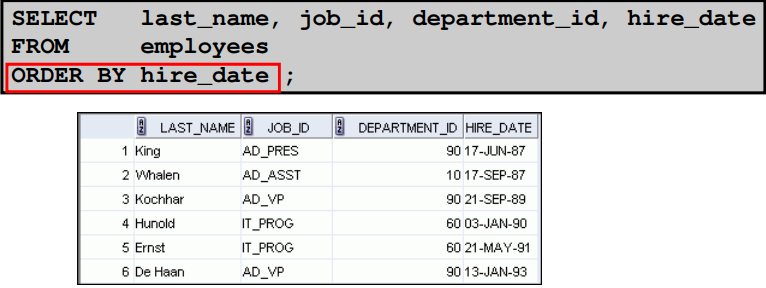 SELECT last_name, job_id, department_id, hire_date
FROM employees
ORDER BY hire_date ;
LAST_NAME JOB_ID DEPARTMENT_ID HIRE_DATE
1 King AD_PRES 90 17-JUN-87
2 Whalen AD_ASST 10 17-SEP-87
3 Kochhar AD_VP 90 21-SEP-89
4 Hunold IT_PROG 60 03-JAN-90
5 Ernst IT_PROG 60 21-MAY-91
6 De Haan AD_VP 90 13-JAN-93